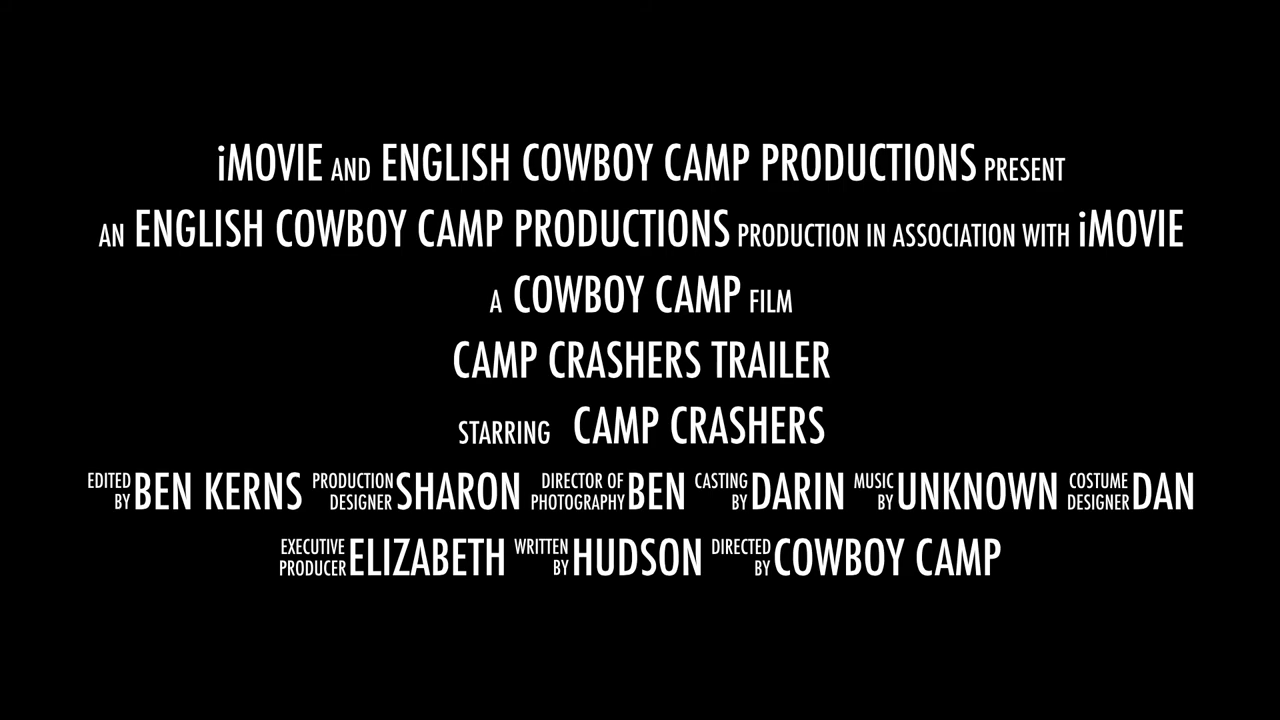 iMOVIE AND ENGLISH COWBOY CAMP PRODUCTIONS PRESENT
AN ENGLISH COWBOY CAMP PRODUCTIONS PRODUCTION IN ASSOCIATION WITH iMOVIE
A COWBOY CAMP FILM
CAMP CRASHERS TRAILER
STARRING CAMP CRASHERS
EDITED BY BEN KERNS PRODUCTION DESIGNER SHARON DIRECTOR OF PHOTOGRAPHY BEN CASTING BY DARIN MUSIC BY UNKNOWN COSTUME DESIGNER DAN
EXECUTIVE PRODUCER ELIZABETH WRITTEN BY HUDSON DIRECTED BY COWBOY CAMP